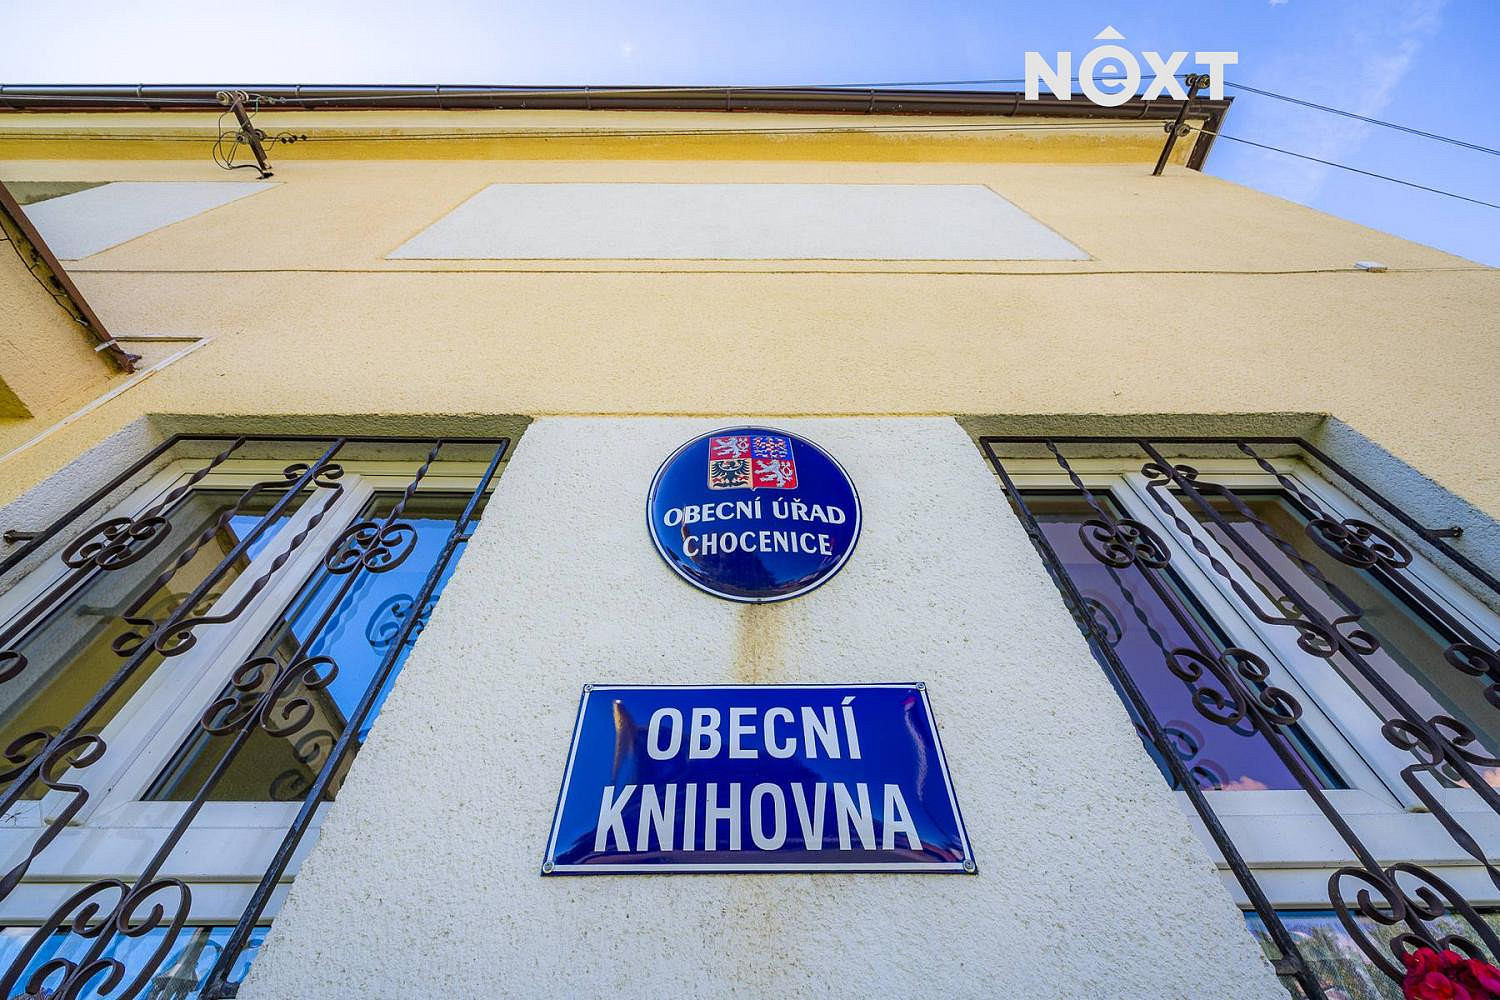 NEXT
OBECNÍ ÚŘAD
CHOCENICE
OBECNÍ
KNIHOVNA